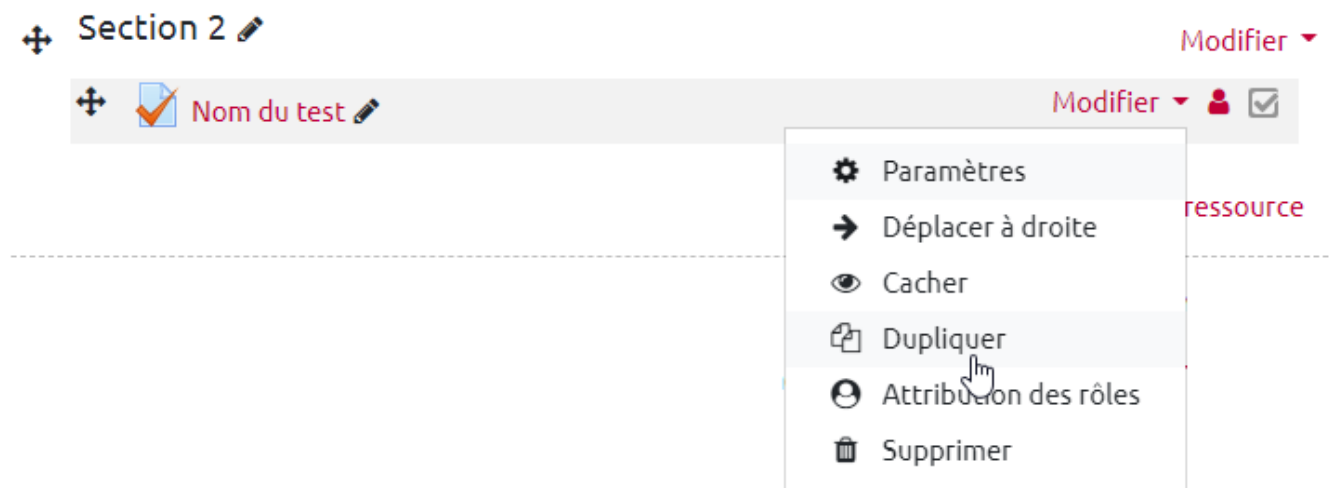 Section 2
Modifier
Nom du test
Modifier
Paramètres
ressource
Déplacer à droite
Cacher
Dupliquer
Attribution des rôles
Supprimer